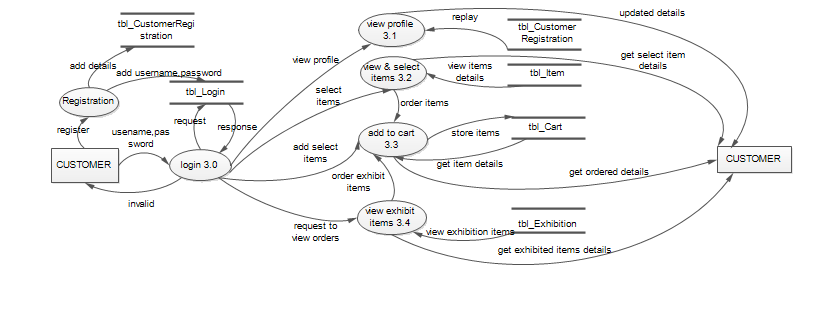 view profile
3.1
replay
tbl_Customer
Registration
updated details
tbl_CustomerRegi
stration
add details
add username,password
tbl_Login
view profile
view & select
items 3.2
view items
details
tbl_Item
get select item
details
Registration
select
items
order items
request
response
register
usename,pas
sword
add to cart
3.3
store items
tbl_Cart
CUSTOMER
login 3.0
add select
items
get item details
CUSTOMER
order exhibit
items
get ordered details
invalid
request to
view orders
view exhibit
items 3.4
view exhibition items
tbl_Exhibition
get exhibited items details